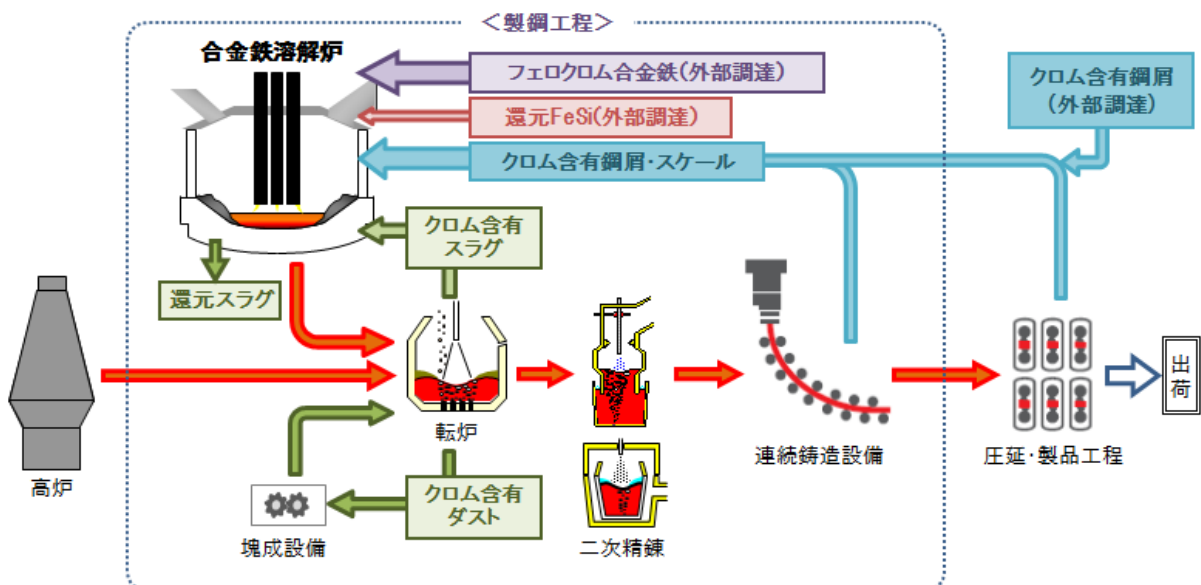 ＜製鋼工程＞
合金鉄溶解炉
フェロクロム合金鉄(外部調達)
還元FeSi(外部調達)
クロム含有鋼屑・スケール
クロム含有鋼屑
(外部調達)
クロム含有
スラグ
還元スラグ
高炉
転炉
クロム含有
ダスト
塊成設備
二次精錬
連続鋳造設備
圧延・製品工程
出荷